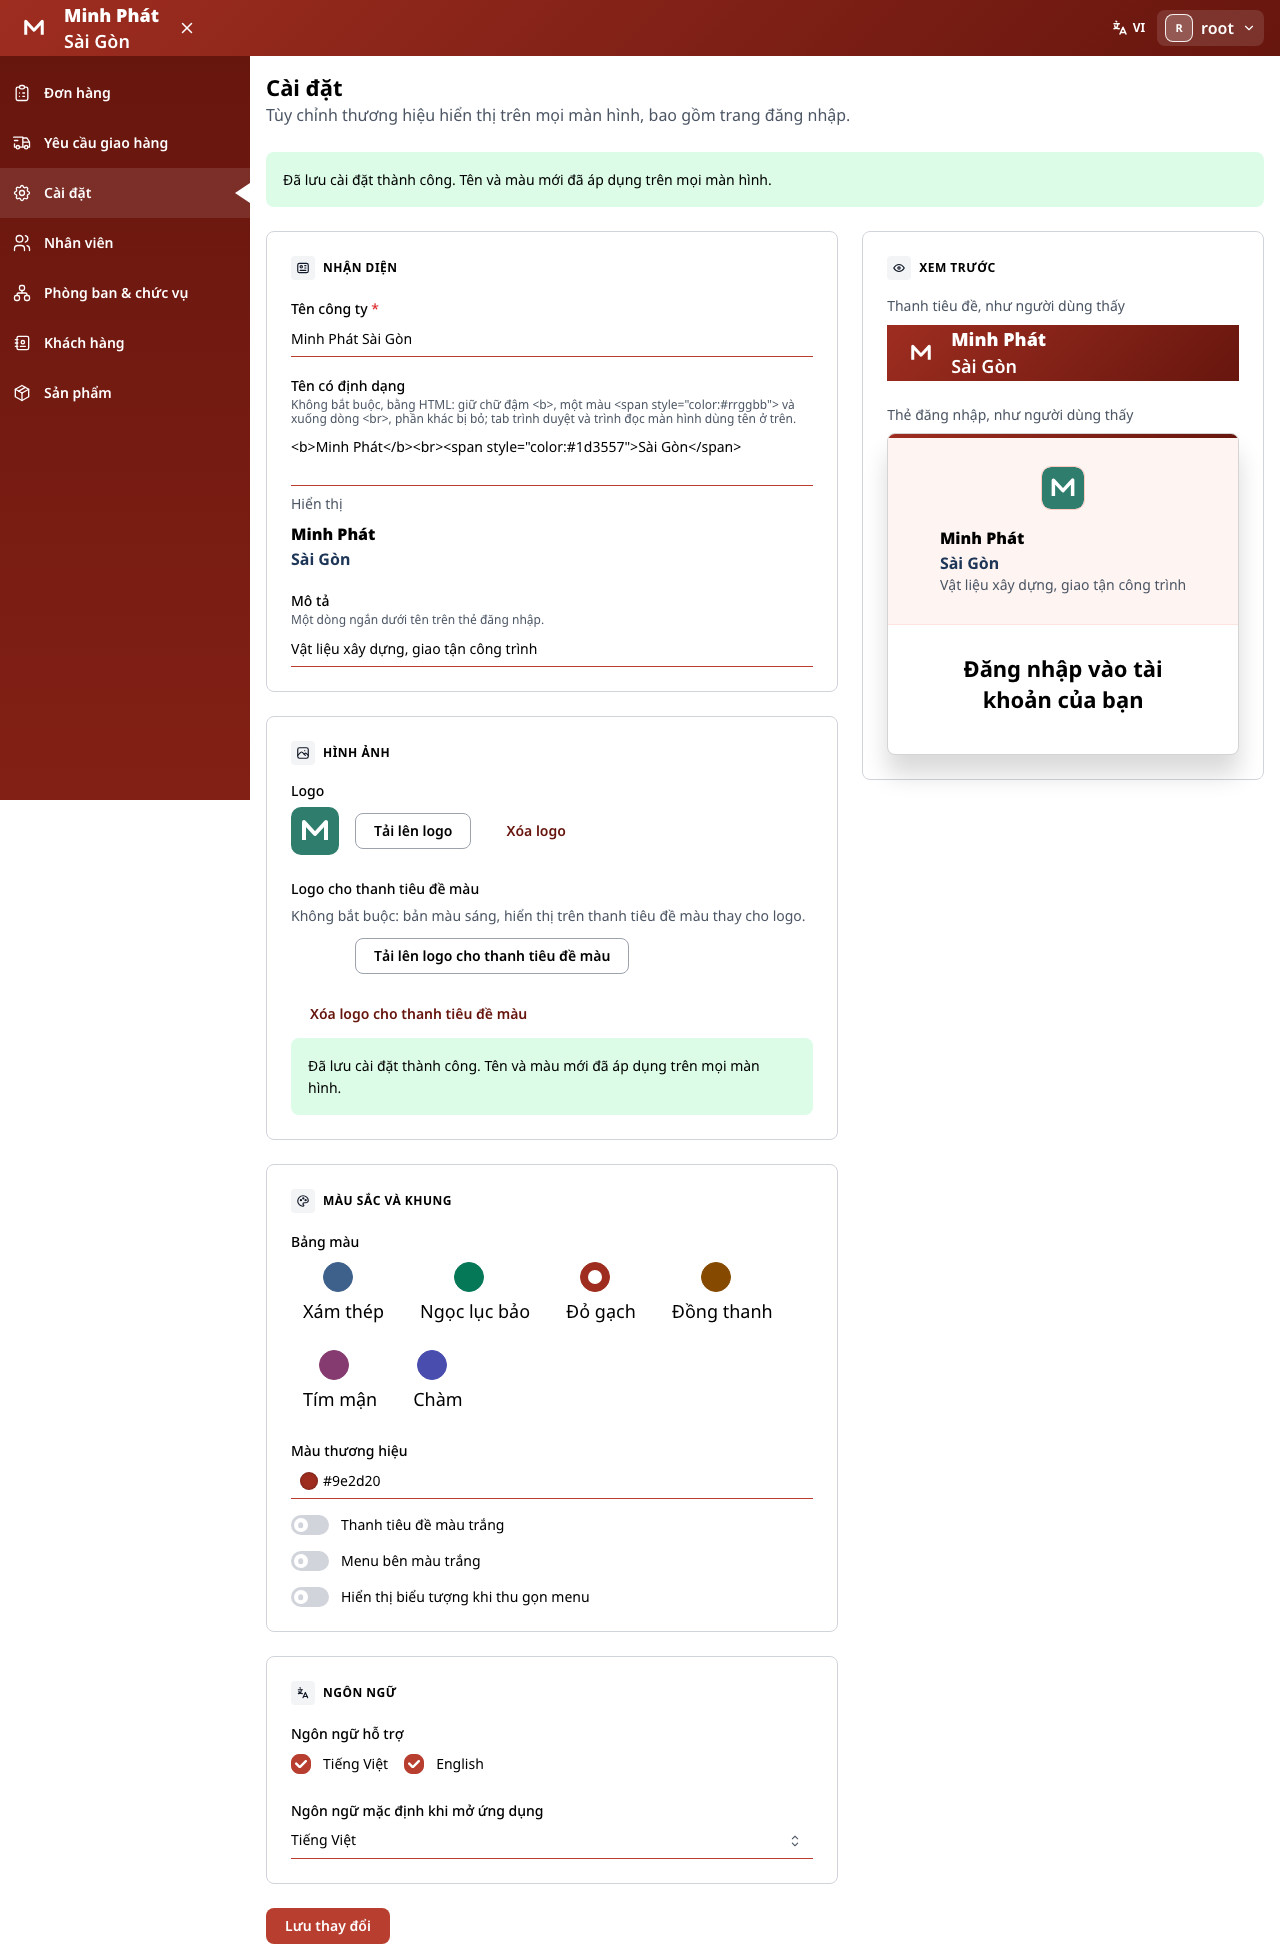 Minh Phát
Sài Gòn
VI
R
root
Đơn hàng
Yêu cầu giao hàng
Cài đặt
Nhân viên
Phòng ban & chức vụ
Khách hàng
Sản phẩm
Cài đặt
Tùy chỉnh thương hiệu hiển thị trên mọi màn hình, bao gồm trang đăng nhập.
Đã lưu cài đặt thành công. Tên và màu mới đã áp dụng trên mọi màn hình.
NHẬN DIỆN
Tên công ty *
Minh Phát Sài Gòn
Tên có định dạng
Không bắt buộc, bằng HTML: giữ chữ đậm <b>, một màu <span style="color:#rrggbb"> và
xuống dòng <br>, phần khác bị bỏ; tab trình duyệt và trình đọc màn hình dùng tên ở trên.
<b>Minh Phát</b><br><span style="color:#1d3557">Sài Gòn</span>
Hiển thị
Minh Phát
Sài Gòn
Mô tả
Một dòng ngắn dưới tên trên thẻ đăng nhập.
Vật liệu xây dựng, giao tận công trình
XEM TRƯỚC
Thanh tiêu đề, như người dùng thấy
Minh Phát
Sài Gòn
Thẻ đăng nhập, như người dùng thấy
Minh Phát
Sài Gòn
Vật liệu xây dựng, giao tận công trình
Đăng nhập vào tài
khoản của bạn
HÌNH ẢNH
Logo
Tải lên logo
Xóa logo
Logo cho thanh tiêu đề màu
Không bắt buộc: bản màu sáng, hiển thị trên thanh tiêu đề màu thay cho logo.
Tải lên logo cho thanh tiêu đề màu
Xóa logo cho thanh tiêu đề màu
Đã lưu cài đặt thành công. Tên và màu mới đã áp dụng trên mọi màn
hình.
MÀU SẮC VÀ KHUNG
Bảng màu
Xám thép
Ngọc lục bảo
Đỏ gạch
Đồng thanh
Tím mận
Chàm
Màu thương hiệu
#9e2d20
Thanh tiêu đề màu trắng
Menu bên màu trắng
Hiển thị biểu tượng khi thu gọn menu
NGÔN NGỮ
Ngôn ngữ hỗ trợ
Tiếng Việt
English
Ngôn ngữ mặc định khi mở ứng dụng
Tiếng Việt
Lưu thay đổi